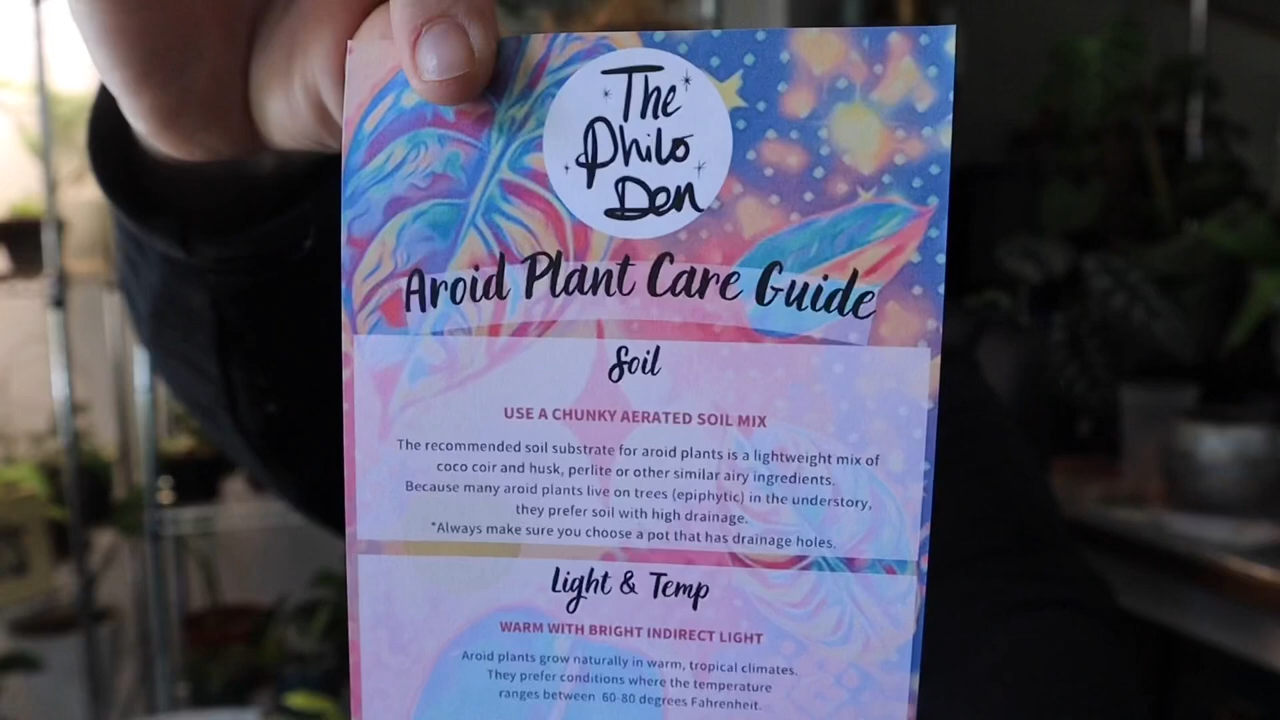 The
Philo
Den
Aroid Plant Care Guide
Soil
USE A CHUNKY AERATED SOIL MIX
The recommended soil substrate for aroid plants is a lightweight mix of
coco coir and husk, perlite or other similar airy ingredients.
Because many aroid plants live on trees (epiphytic) in the understory,
they prefer soil with high drainage.
*Always make sure you choose a pot that has drainage holes.
Light & Temp
WARM WITH BRIGHT INDIRECT LIGHT
Aroid plants grow naturally in warm, tropical climates.
They prefer conditions where the temperature
ranges between 60-80 degrees Fahrenheit.